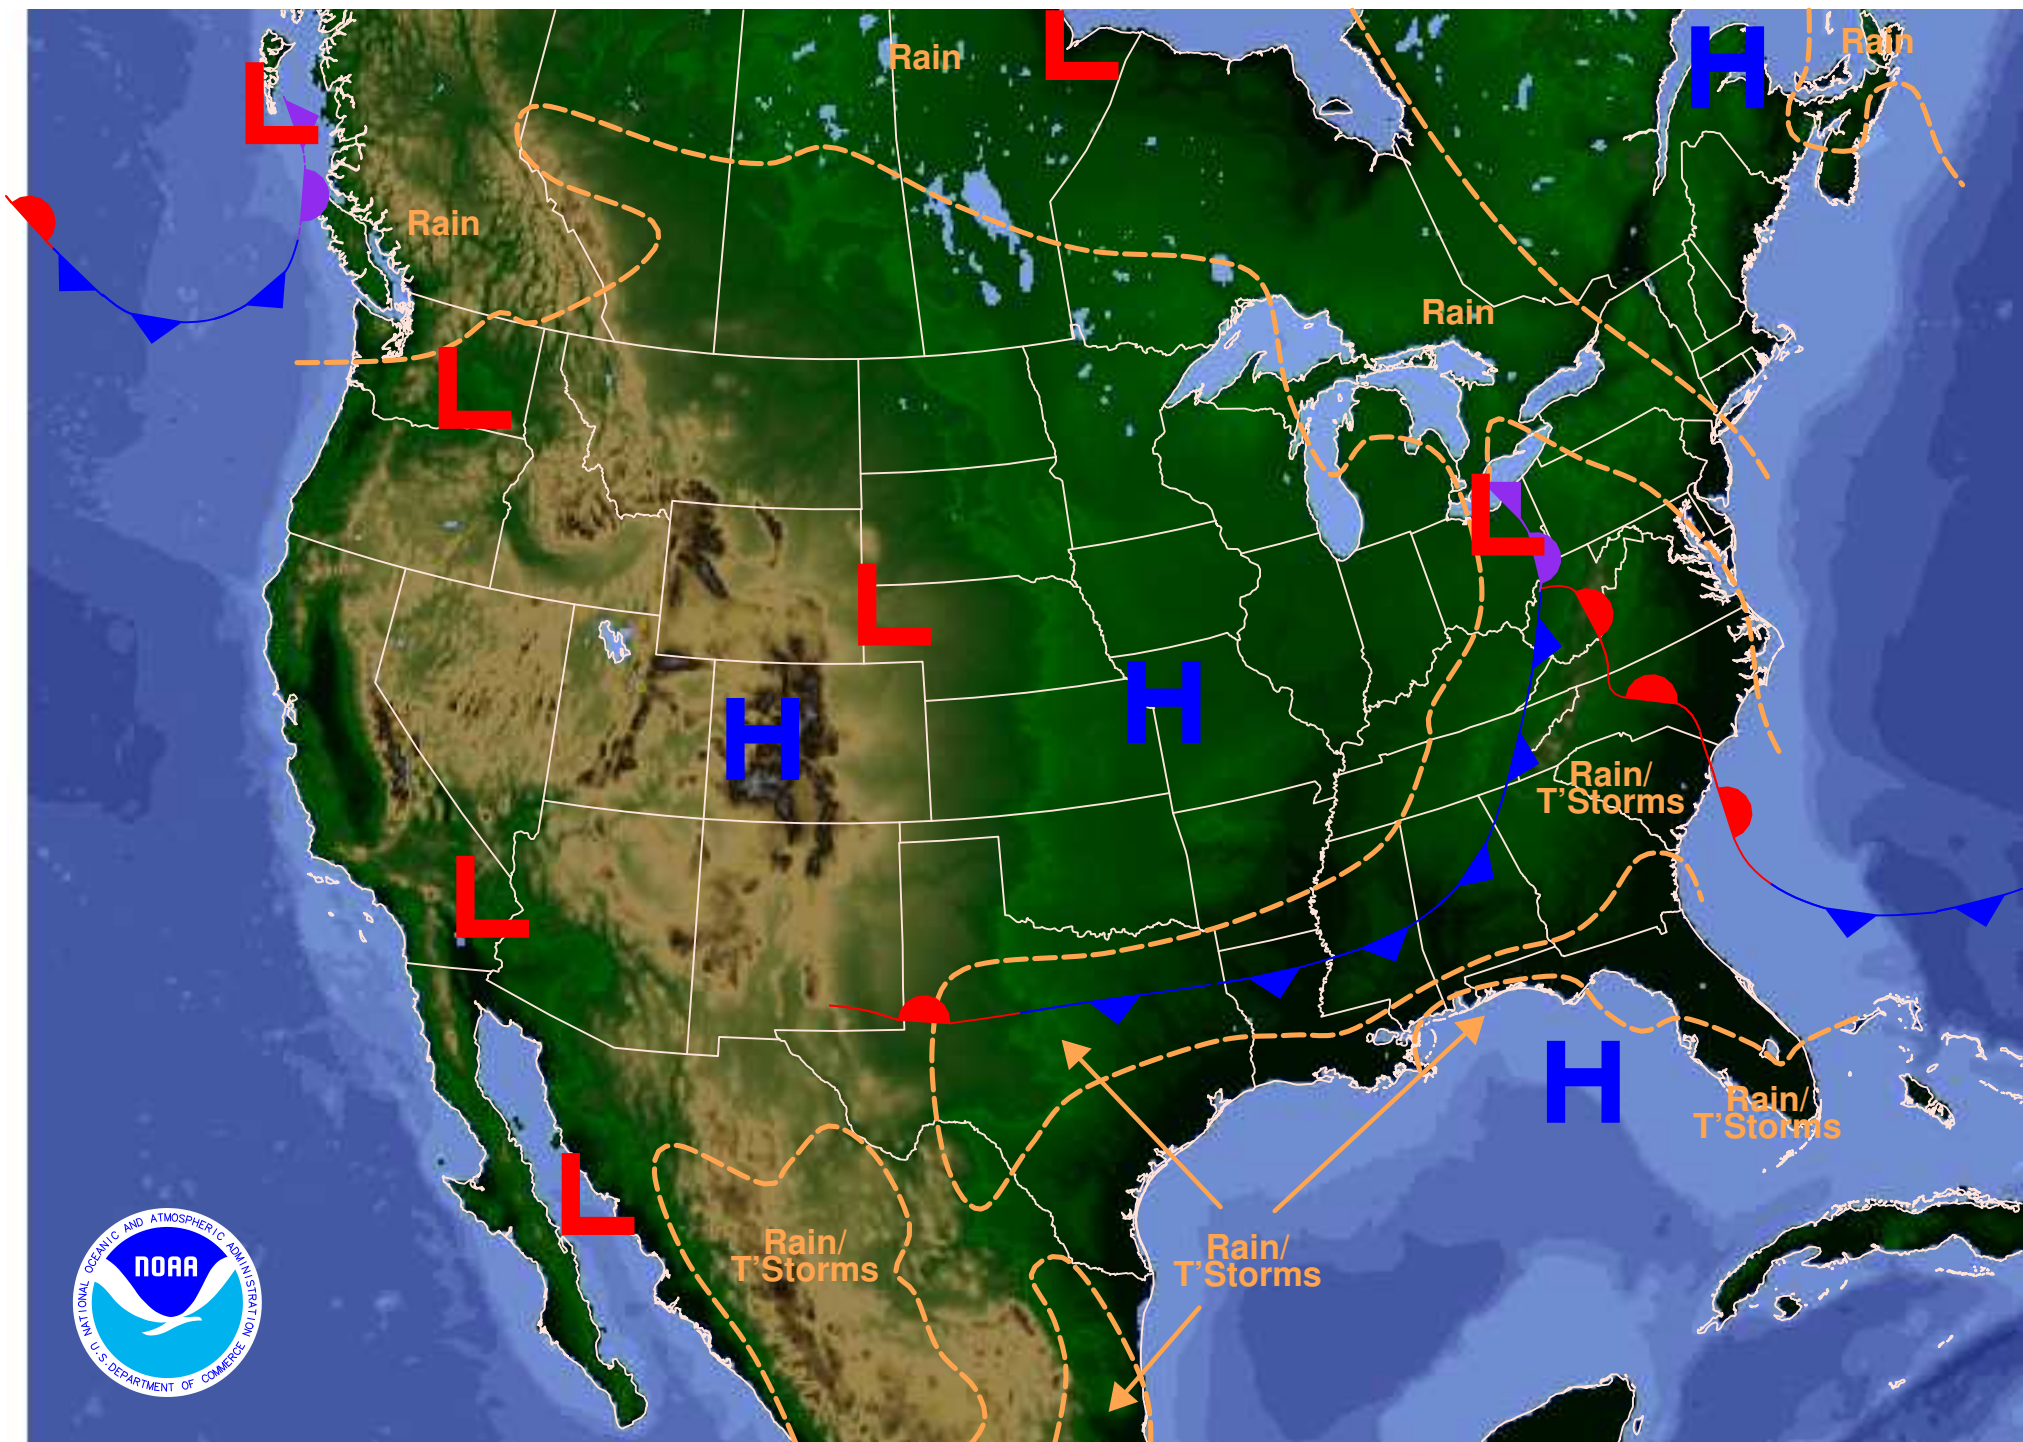 Rain
Rain
L
H
L
Rain
Rain
L
L
L
H
H
Rain/
T'Storms
L
H
Rain/
T'Storms
L
Rain/
T'Storms
Rain/
T'Storms
NOAA
NATIONAL OCEANIC AND ATMOSPHERIC ADMINISTRATION
U.S. DEPARTMENT OF COMMERCE